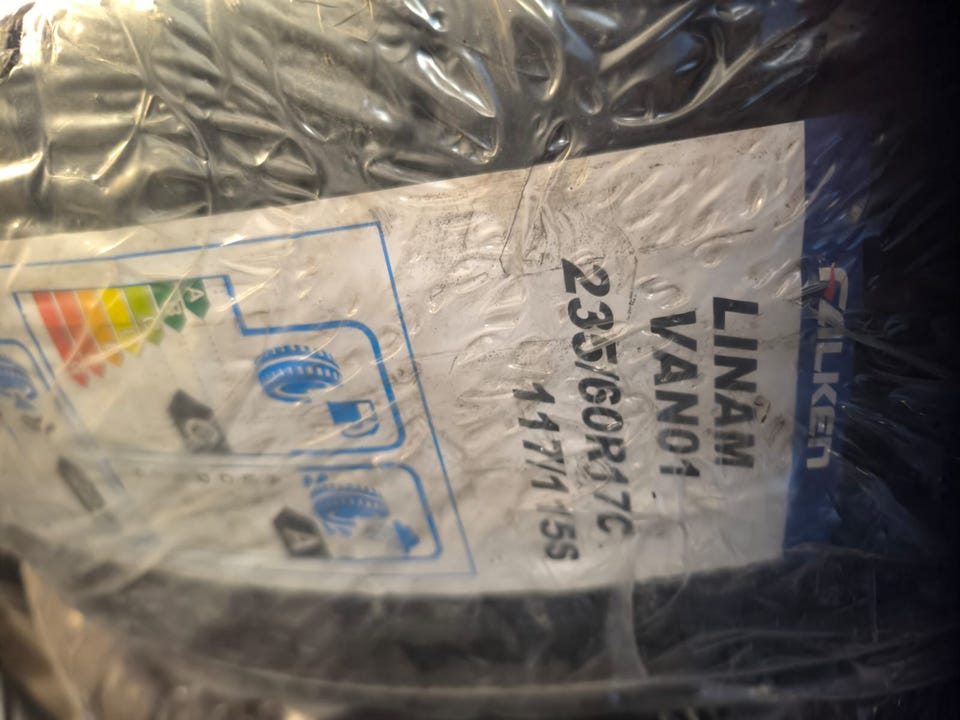 FALKEN
LINAM
VAN01
235/60R17C
117/115S
A
A